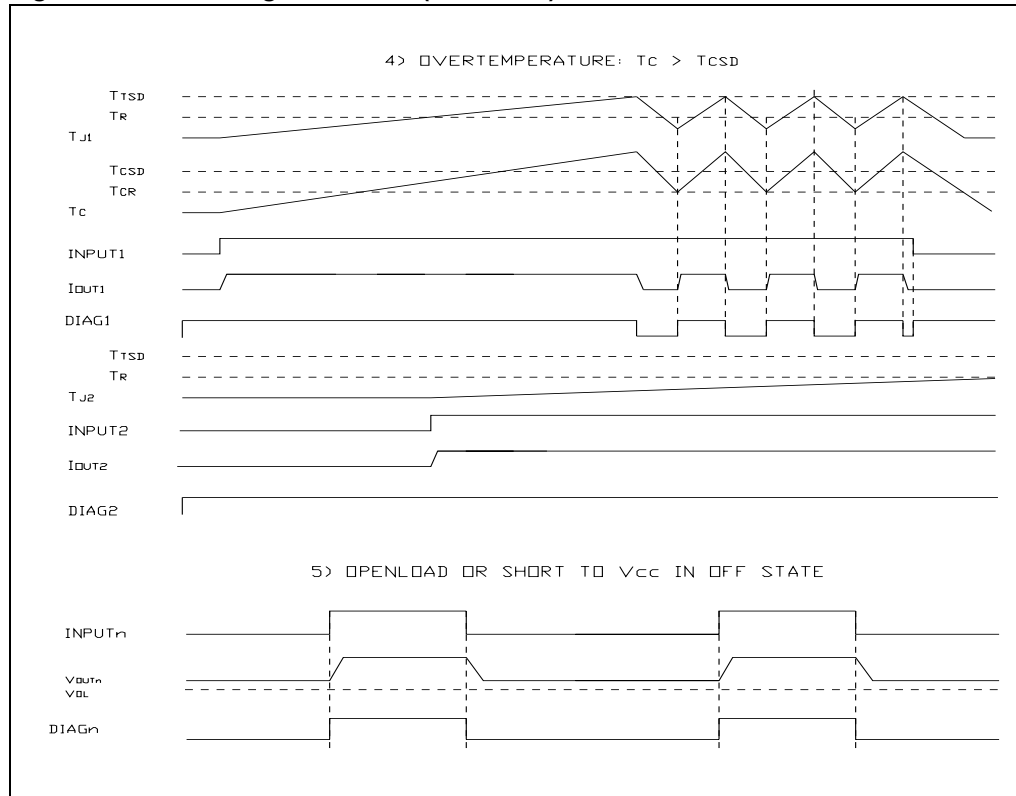 4) OVERTEMPERATURE: TC > TCSD
TTSD
TR
TJ1
TCSD
TCR
TC
INPUT1
IOUT1
DIAG1
TTSD
TR
TJ2
INPUT2
IOUT2
DIAG2
5) OPENLOAD OR SHORT TO Vcc IN OFF STATE
INPUTn
VOUTn
VOL
DIAGn